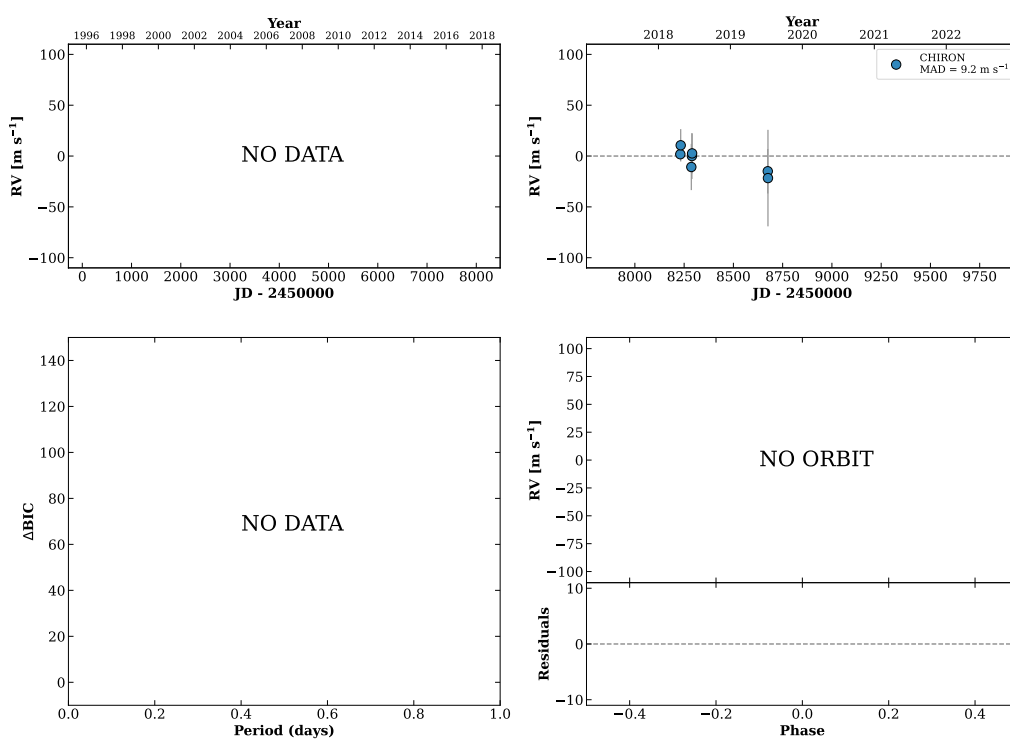 Year
1996 1998 2000 2002 2004 2006 2008 2010 2012 2014 2016 2018
100
50
0
−50
−100
RV [m s⁻¹]
NO DATA
0 1000 2000 3000 4000 5000 6000 7000 8000
JD - 2450000
Year
2018 2019 2020 2021 2022
100
50
0
−50
−100
RV [m s⁻¹]
CHIRON
MAD = 9.2 m s⁻¹
8000 8250 8500 8750 9000 9250 9500 9750
JD - 2450000
140
120
100
80
60
40
20
0
ΔBIC
NO DATA
0.0 0.2 0.4 0.6 0.8 1.0
Period (days)
100
75
50
25
0
−25
−50
−75
−100
RV [m s⁻¹]
NO ORBIT
10
0
−10
Residuals
−0.4 −0.2 0.0 0.2 0.4
Phase